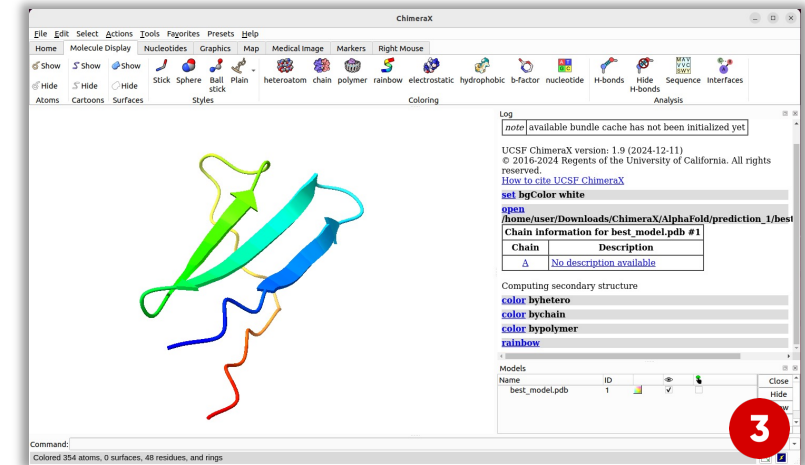 ChimeraX
File Edit Select Actions Tools Favorites Presets Help
Home Molecule Display Nucleotides Graphics Map Medical Image Markers Right Mouse
Show Show Show
Hide Hide Hide
Atoms Cartoons Surfaces
Stick Sphere Ball stick Plain
Styles
heteroatom chain polymer rainbow electrostatic hydrophobic b-factor nucleotide
Coloring
H-bonds Hide H-bonds Sequence Interfaces
Analysis
Log
note available bundle cache has not been initialized yet
UCSF ChimeraX version: 1.9 (2024-12-11)
© 2016-2024 Regents of the University of California. All rights
reserved.
How to cite UCSF ChimeraX
set bgColor white
open
/home/user/Downloads/ChimeraX/AlphaFold/prediction_1/best
Chain information for best_model.pdb #1
Chain Description
A No description available
Computing secondary structure
color byhetero
color bychain
color bypolymer
rainbow
Models
Name ID
best_model.pdb 1
Close
Hide
3
Command:
Colored 354 atoms, 0 surfaces, 48 residues, and rings